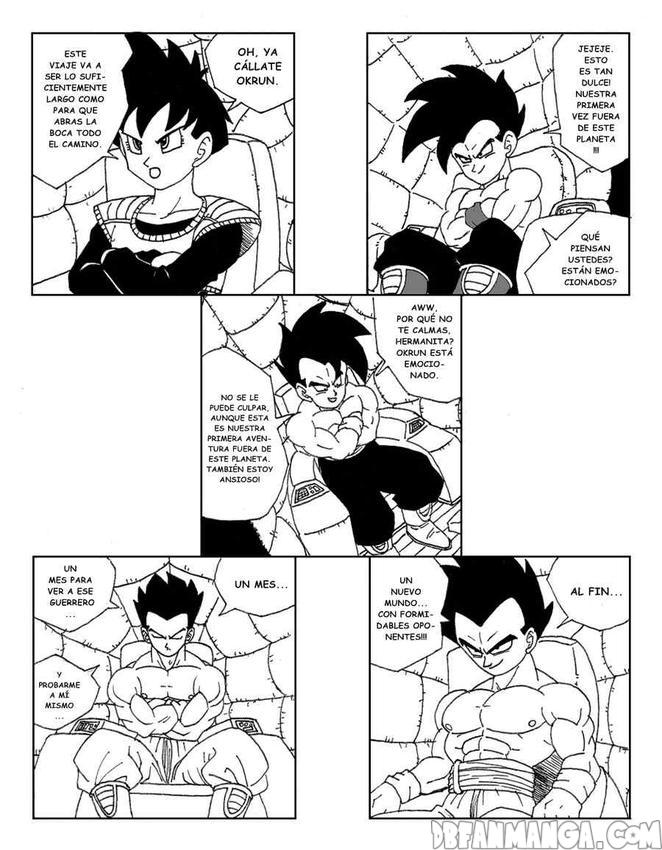 OH, YA
CÁLLATE
OKRUN.
ESTE
VIAJE VA A
SER LO SUFI-
CIENTEMENTE
LARGO COMO
PARA QUE
ABRAS LA
BOCA TODO
EL CAMINO.
JEJEJE.
ESTO
ES TAN
DULCE!
NUESTRA
PRIMERA
VEZ FUERA
DE ESTE
PLANETA
!!!
QUÉ
PIENSAN
USTEDES?
ESTÁN EMO-
CIONADOS?
AWW,
POR QUÉ NO
TE CALMAS,
HERMANITA?
OKRUN ESTÁ
EMOCIO-
NADO.
NO SE LE
PUEDE CULPAR,
AUNQUE ESTA
ES NUESTRA
PRIMERA AVEN-
TURA FUERA DE
ESTE PLANETA.
TAMBIÉN ESTOY
ANSIOSO!
UN MES...
UN
MES PARA
VER A ESE
GUERRERO
...
Y
PROBARME
A MÍ
MISMO
...
AL FIN...
UN
NUEVO
MUNDO...
CON FORMI-
DABLES OPO-
NENTES!!!
DBFANMANGA.COM